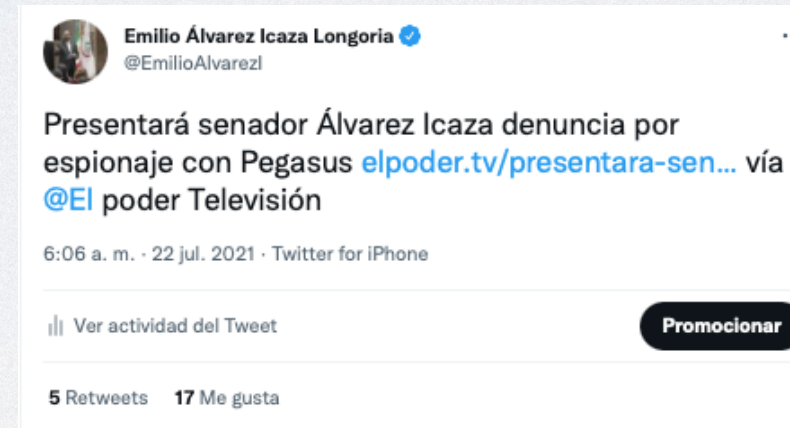 Emilio Álvarez Icaza Longoria
@EmilioAlvarezI
Presentará senador Álvarez Icaza denuncia por
espionaje con Pegasus elpoder.tv/presentara-sen... vía
@El poder Televisión
6:06 a. m. · 22 jul. 2021 · Twitter for iPhone
Ver actividad del Tweet
Promocionar
5 Retweets 17 Me gusta